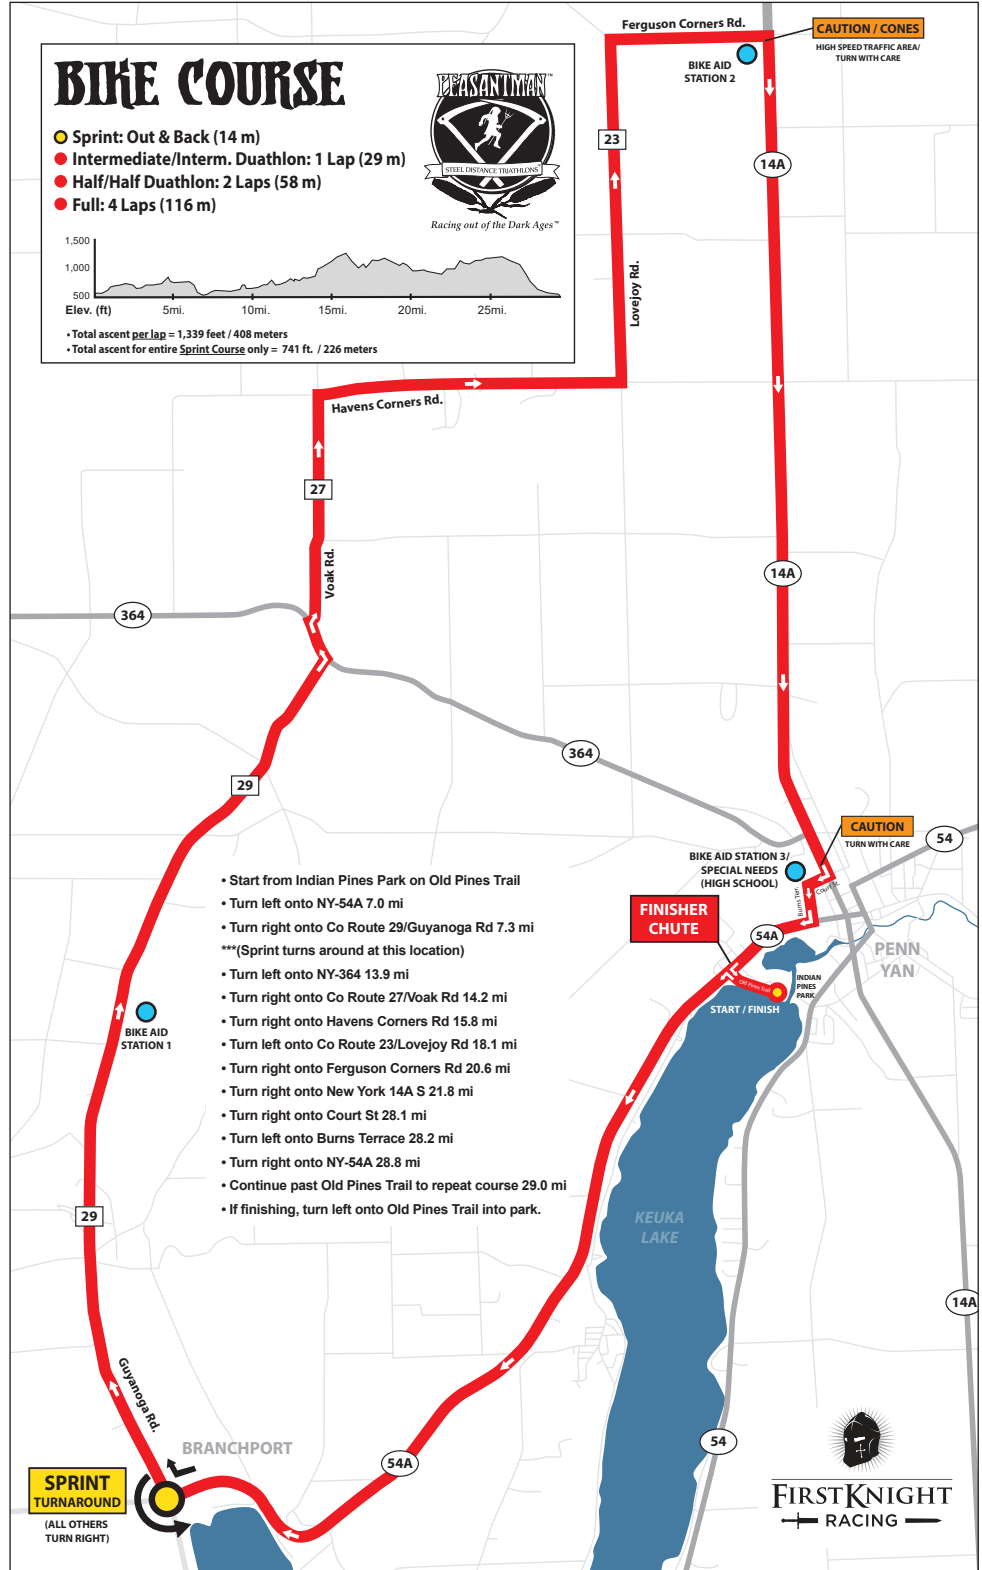 Ferguson Corners Rd.
CAUTION / CONES
HIGH SPEED TRAFFIC AREA/
TURN WITH CARE
BIKE AID
STATION 2
BIKE COURSE
Sprint: Out & Back (14 m)
Intermediate/Interm. Duathlon: 1 Lap (29 m)
Half/Half Duathlon: 2 Laps (58 m)
Full: 4 Laps (116 m)
PEASANTMAN™
STEEL DISTANCE TRIATHLONS™
Racing out of the Dark Ages™
1,500
1,000
500
Elev. (ft)
5mi.
10mi.
15mi.
20mi.
25mi.
• Total ascent per lap = 1,339 feet / 408 meters
• Total ascent for entire Sprint Course only = 741 ft. / 226 meters
23
14A
Lovejoy Rd.
Havens Corners Rd.
27
Voak Rd.
14A
364
364
29
CAUTION
TURN WITH CARE
54
BIKE AID STATION 3/
SPECIAL NEEDS
(HIGH SCHOOL)
Court St.
Burns Ter.
FINISHER
CHUTE
54A
PENN
YAN
INDIAN
PINES
PARK
Old Pines Trail
START / FINISH
• Start from Indian Pines Park on Old Pines Trail
• Turn left onto NY-54A 7.0 mi
• Turn right onto Co Route 29/Guyanoga Rd 7.3 mi
***(Sprint turns around at this location)
• Turn left onto NY-364 13.9 mi
• Turn right onto Co Route 27/Voak Rd 14.2 mi
• Turn right onto Havens Corners Rd 15.8 mi
• Turn left onto Co Route 23/Lovejoy Rd 18.1 mi
• Turn right onto Ferguson Corners Rd 20.6 mi
• Turn right onto New York 14A S 21.8 mi
• Turn right onto Court St 28.1 mi
• Turn left onto Burns Terrace 28.2 mi
• Turn right onto NY-54A 28.8 mi
• Continue past Old Pines Trail to repeat course 29.0 mi
• If finishing, turn left onto Old Pines Trail into park.
BIKE AID
STATION 1
29
KEUKA
LAKE
14A
Guyanoga Rd.
BRANCHPORT
54A
54
SPRINT
TURNAROUND
(ALL OTHERS
TURN RIGHT)
FIRSTKNIGHT
RACING